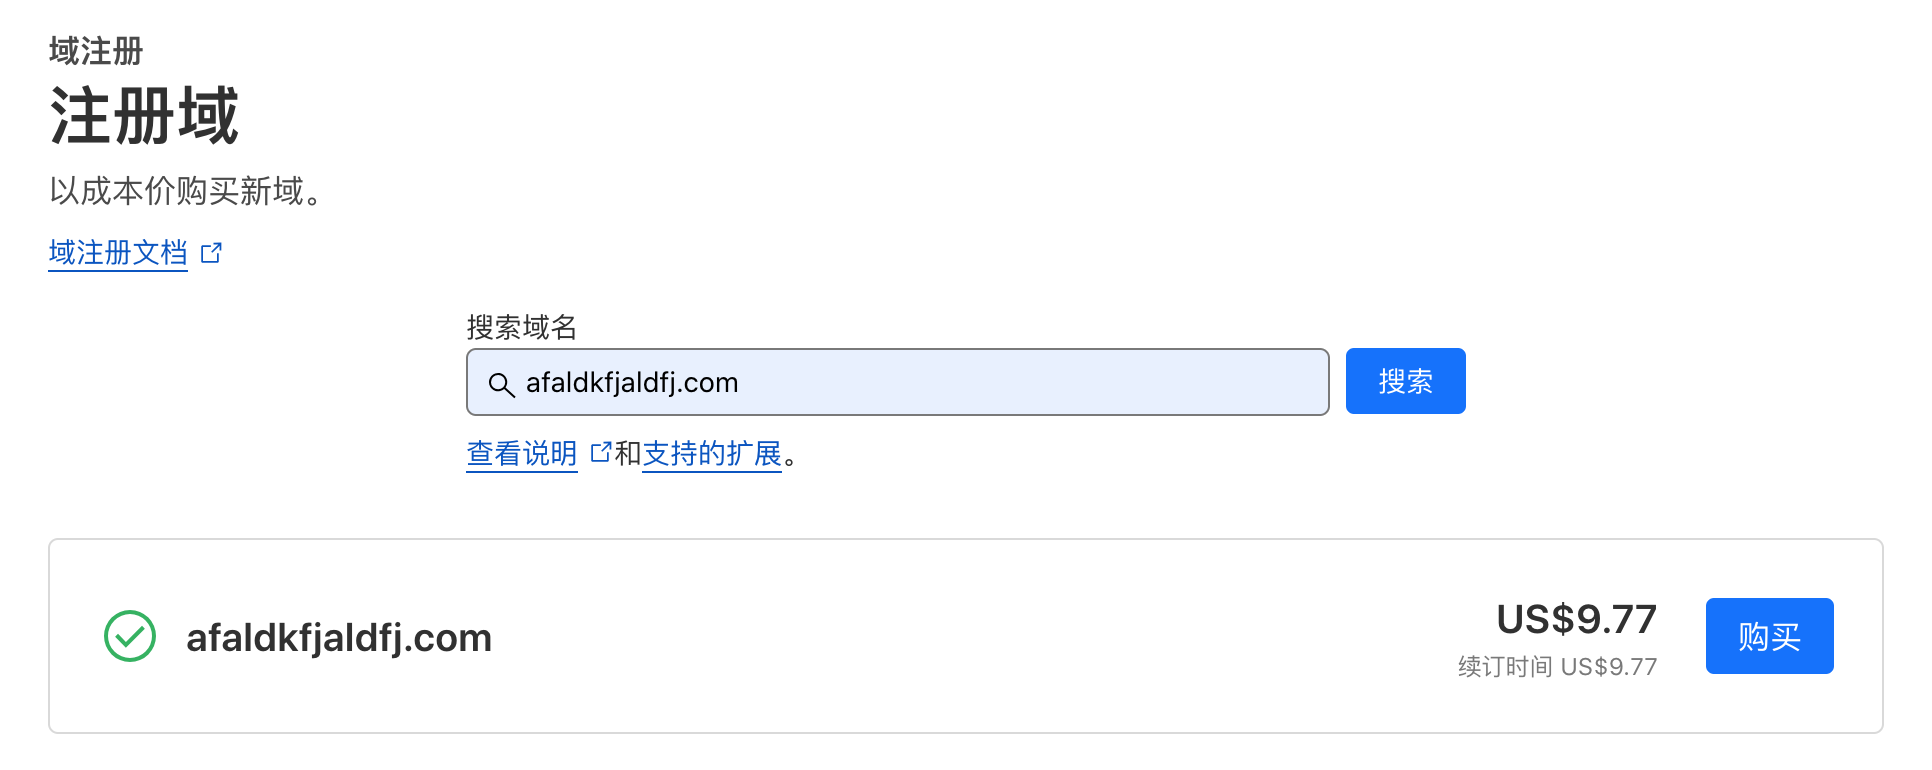 域注册
注册域
以成本价购买新域。
域注册文档
搜索域名
afaldkfjaldfj.com
搜索
查看说明和支持的扩展。
afaldkfjaldfj.com
US$9.77
续订时间 US$9.77
购买